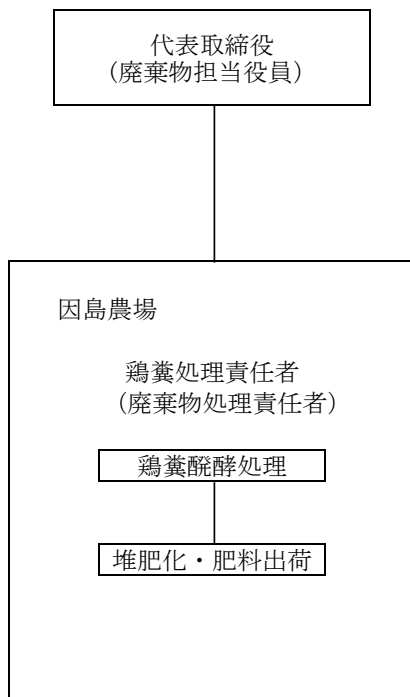 代表取締役
（廃棄物担当役員）
因島農場
鶏糞処理責任者
（廃棄物処理責任者）
鶏糞醗酵処理
堆肥化・肥料出荷